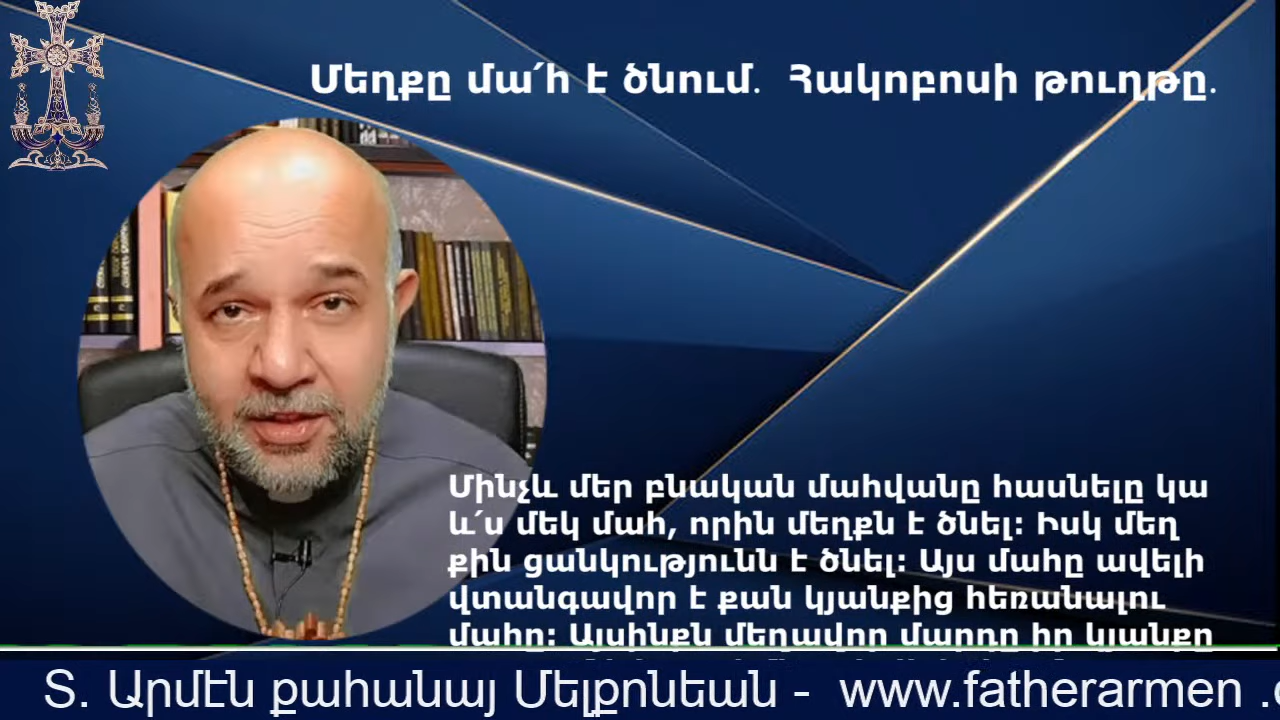 Մեղքը մա՛հ է ծնում. Հակոբոսի թուղթը.
Մինչև մեր բնական մահվանը հասնելը կա
և՛ս մեկ մահ, որին մեղքն է ծնել: Իսկ մեղ
քին ցանկությունն է ծնել: Այս մահը ավելի
վտանգավոր է քան կյանքից հեռանալու
մահը: Այսինքն մեղավոր մարդը իր կյանքը
Տ. Արմէն քահանայ Մելքոնեան - www.fatherarmen .c